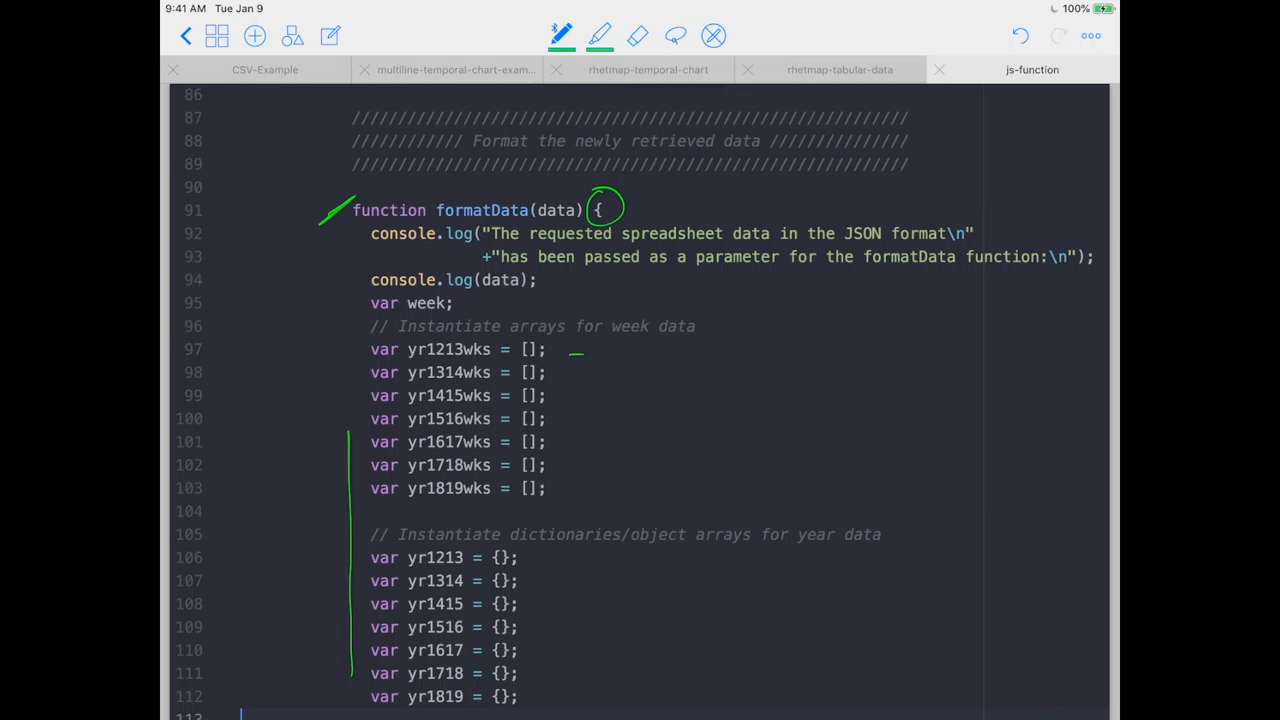 9:41 AM Tue Jan 9
100%
CSV-Example
multiline-temporal-chart-exam...
rhetmap-temporal-chart
rhetmap-tabular-data
js-function
86
87 ////////////////////////////////////////////////////////////
88 //////////// Format the newly retrieved data ///////////////
89 ////////////////////////////////////////////////////////////
90
91 function formatData(data) {
92 console.log("The requested spreadsheet data in the JSON format\n"
93 +"has been passed as a parameter for the formatData function:\n");
94 console.log(data);
95 var week;
96 // Instantiate arrays for week data
97 var yr1213wks = [];
98 var yr1314wks = [];
99 var yr1415wks = [];
100 var yr1516wks = [];
101 var yr1617wks = [];
102 var yr1718wks = [];
103 var yr1819wks = [];
104
105 // Instantiate dictionaries/object arrays for year data
106 var yr1213 = {};
107 var yr1314 = {};
108 var yr1415 = {};
109 var yr1516 = {};
110 var yr1617 = {};
111 var yr1718 = {};
112 var yr1819 = {};
113